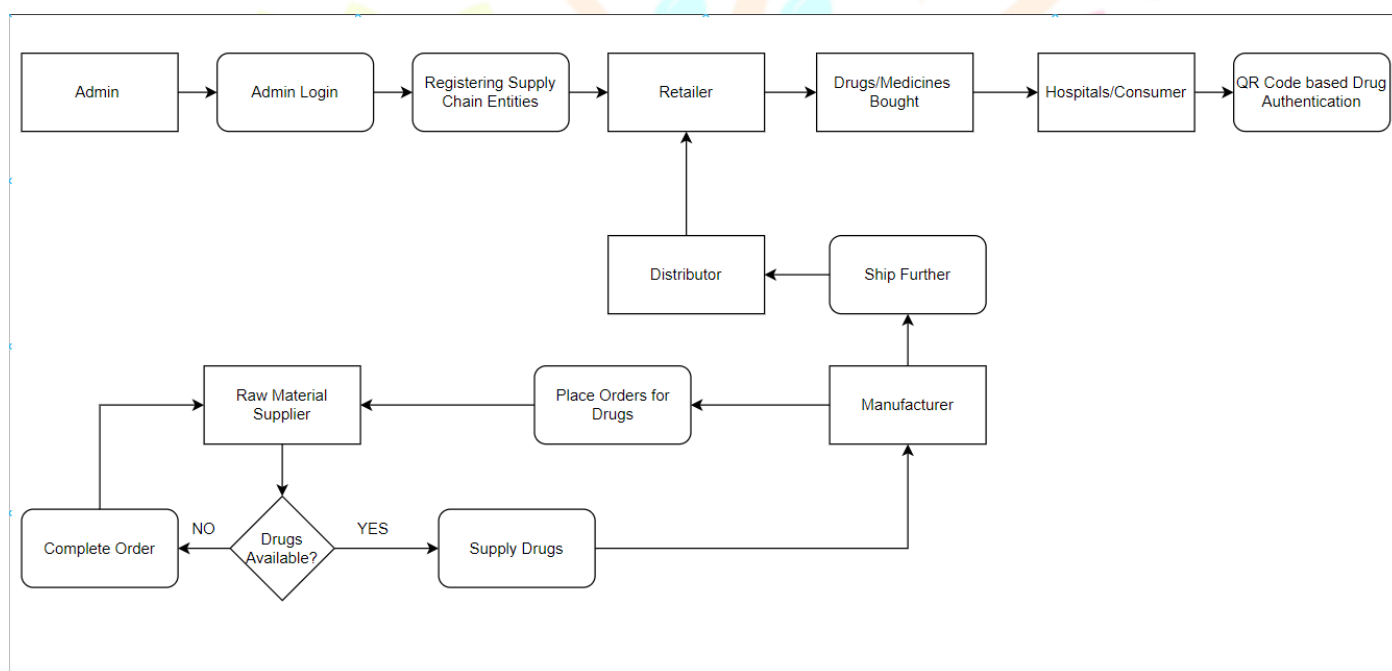 Admin
Admin Login
Registering Supply
Chain Entities
Retailer
Drugs/Medicines
Bought
Hospitals/Consumer
QR Code based Drug
Authentication
Distributor
Ship Further
Raw Material
Supplier
Place Orders for
Drugs
Manufacturer
Complete Order
NO
Drugs
Available?
YES
Supply Drugs